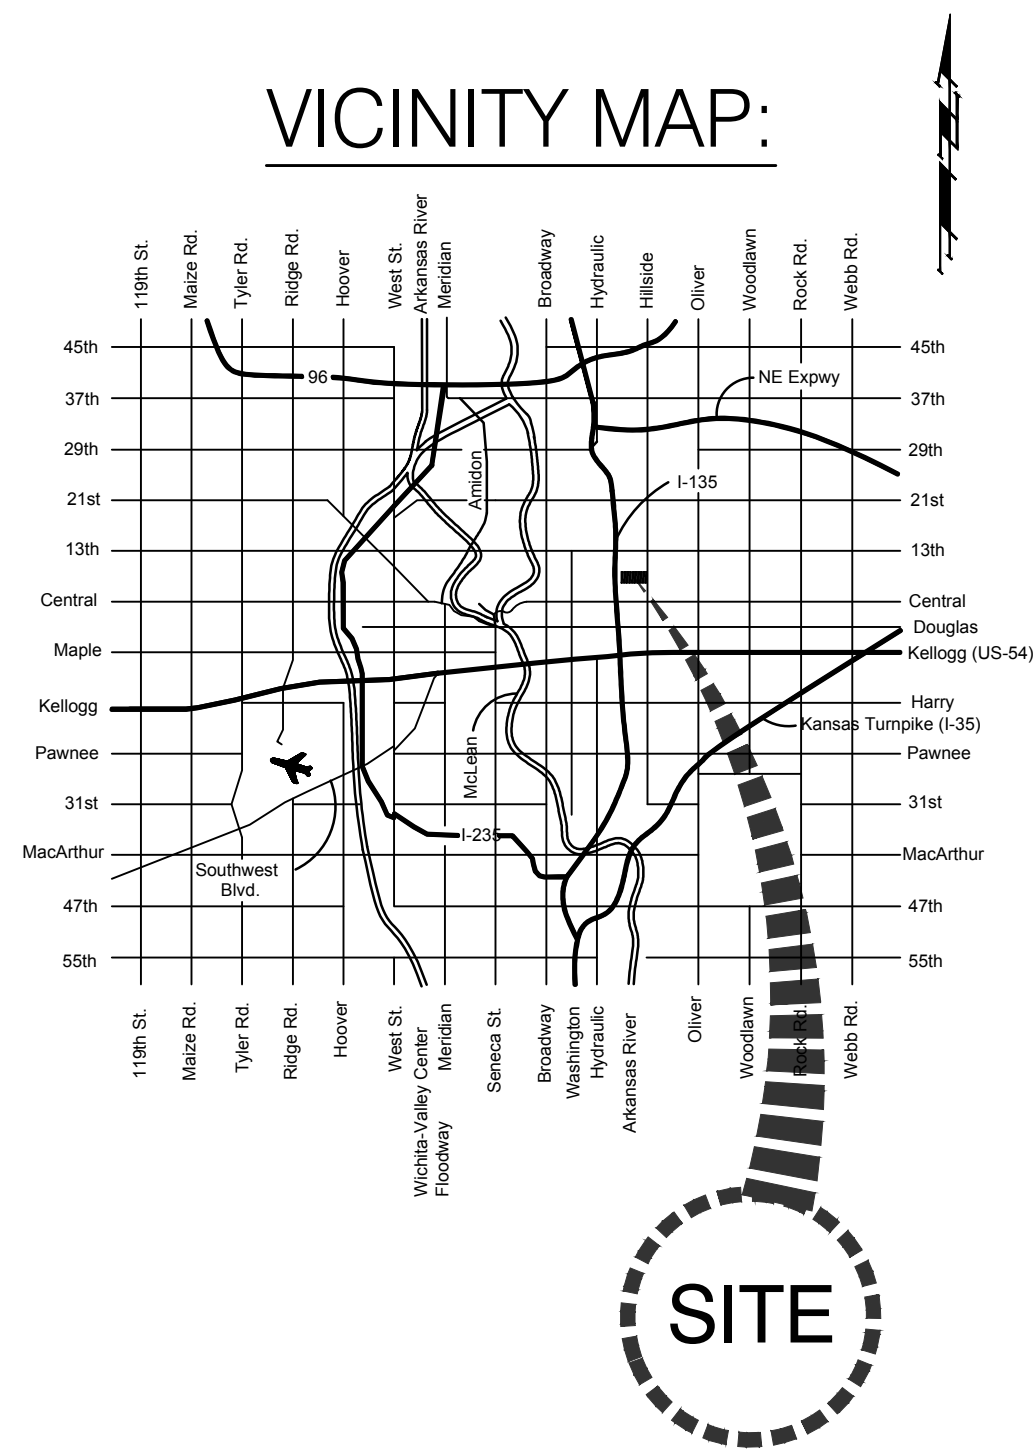 VICINITY MAP:
119th St.
Maize Rd.
Tyler Rd.
Ridge Rd.
Hoover
West St.
Arkansas River
Meridian
Broadway
Hydraulic
Hillside
Oliver
Woodlawn
Rock Rd.
Webb Rd.
45th
45th
96
NE Expwy
37th
37th
29th
29th
Amidon
I-135
21st
21st
13th
13th
Central
Central
Douglas
Maple
Kellogg (US-54)
Kellogg
Harry
Kansas Turnpike (I-35)
Pawnee
Pawnee
McLean
31st
31st
I-235
MacArthur
MacArthur
Southwest
Blvd.
47th
47th
55th
55th
119th St.
Maize Rd.
Tyler Rd.
Ridge Rd.
Hoover
West St.
Wichita-Valley Center
Floodway
Meridian
Seneca St.
Broadway
Washington
Hydraulic
Arkansas River
Oliver
Woodlawn
Rock Rd.
Webb Rd.
SITE